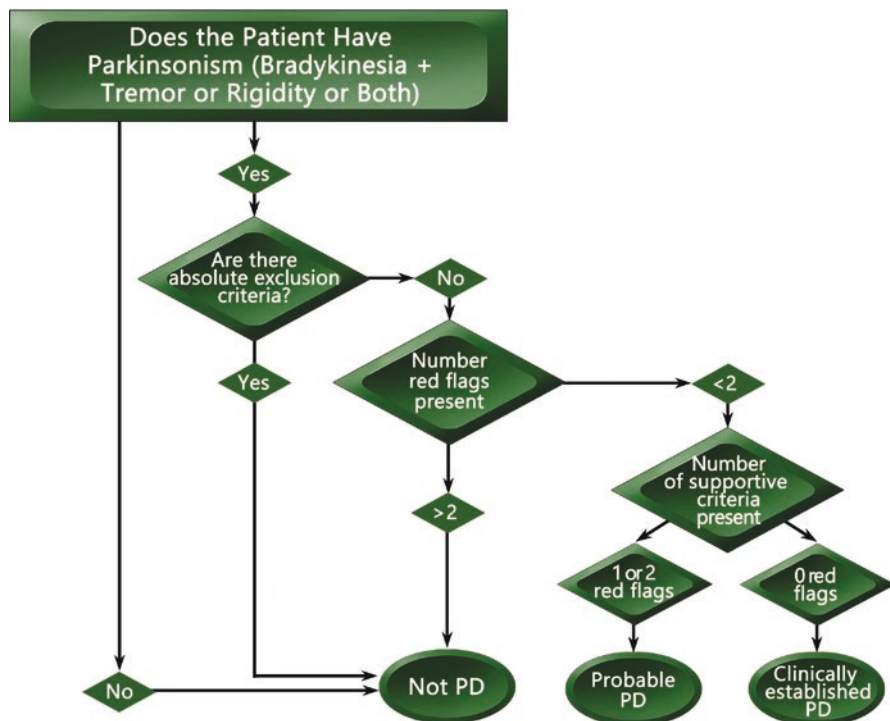 Does the Patient Have
Parkinsonism (Bradykinesia +
Tremor or Rigidity or Both)
Yes
Are there
absolute exclusion
criteria?
No
Number
red flags
present
Yes
<2
Number
of supportive
criteria
present
>2
1 or 2
red flags
0 red
flags
No
Not PD
Probable
PD
Clinically
established
PD